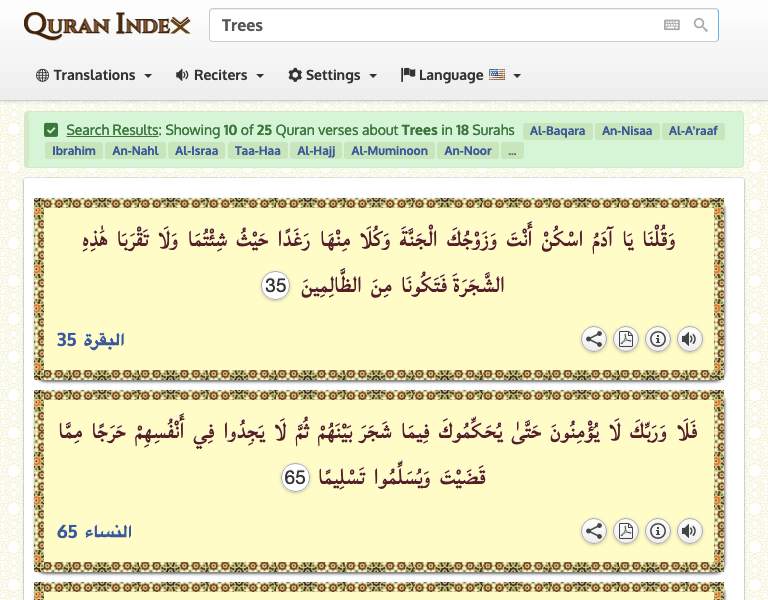 QURAN INDEX
Trees
Translations
Reciters
Settings
Language
Search Results: Showing 10 of 25 Quran verses about Trees in 18 Surahs Al-Baqara An-Nisaa Al-A'raaf
Ibrahim An-Nahl Al-Israa Taa-Haa Al-Hajj Al-Muminoon An-Noor ...
وَقُلْنَا يَا آدَمُ اسْكُنْ أَنْتَ وَزَوْجُكَ الْجَنَّةَ وَكُلَا مِنْهَا رَغَدًا حَيْثُ شِئْتُمَا وَلَا تَقْرَبَا هَٰذِهِ
الشَّجَرَةَ فَتَكُونَا مِنَ الظَّالِمِينَ 35
البقرة 35
فَلَا وَرَبِّكَ لَا يُؤْمِنُونَ حَتَّىٰ يُحَكِّمُوكَ فِيمَا شَجَرَ بَيْنَهُمْ ثُمَّ لَا يَجِدُوا فِي أَنْفُسِهِمْ حَرَجًا مِمَّا
قَضَيْتَ وَيُسَلِّمُوا تَسْلِيمًا 65
النساء 65